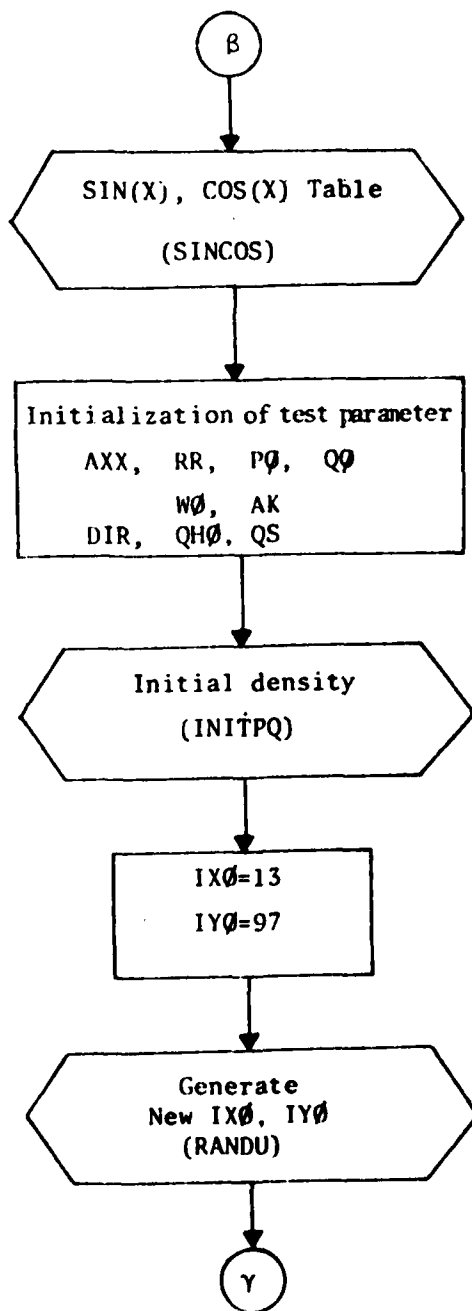 β
SIN(X), COS(X) Table
(SINCOS)
Initialization of test parameter
AXX, RR, PØ, QØ
WØ, AK
DIR, QHØ, QS
Initial density
(INITPQ)
IXØ=13
IYØ=97
Generate
New IXØ, IYØ
(RANDU)
γ